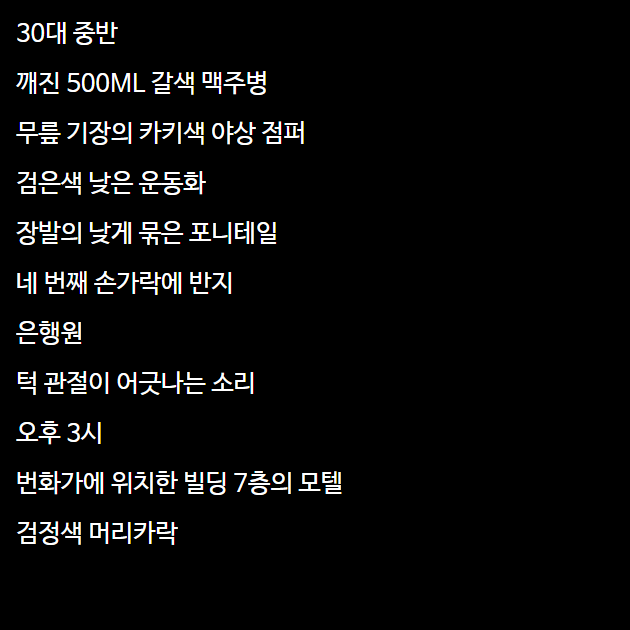 30대 중반
깨진 500ML 갈색 맥주병
무릎 기장의 카키색 야상 점퍼
검은색 낮은 운동화
장발의 낮게 묶은 포니테일
네 번째 손가락에 반지
은행원
턱 관절이 어긋나는 소리
오후 3시
번화가에 위치한 빌딩 7층의 모텔
검정색 머리카락